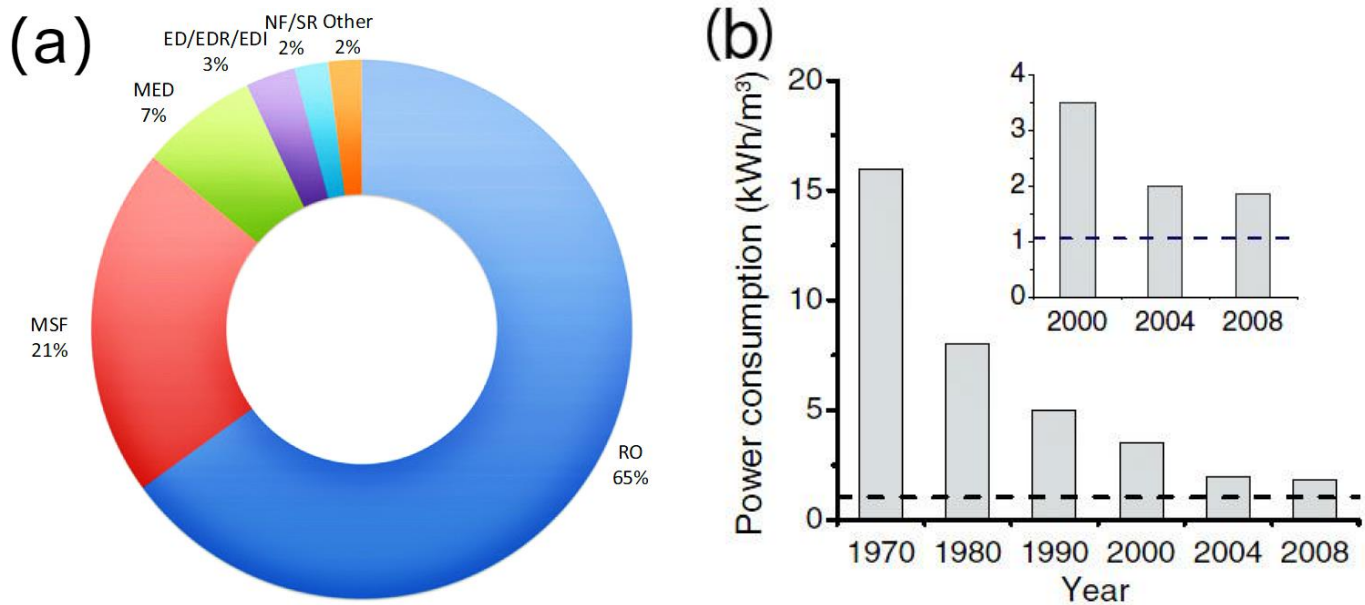 (a)
NF/SR Other
ED/EDR/EDI 2% 2%
3%
MED
7%
MSF
21%
RO
65%
(b)
Power consumption (kWh/m³)
20
15
10
5
0
1970 1980 1990 2000 2004 2008
Year
4
3
2
1
0
2000 2004 2008